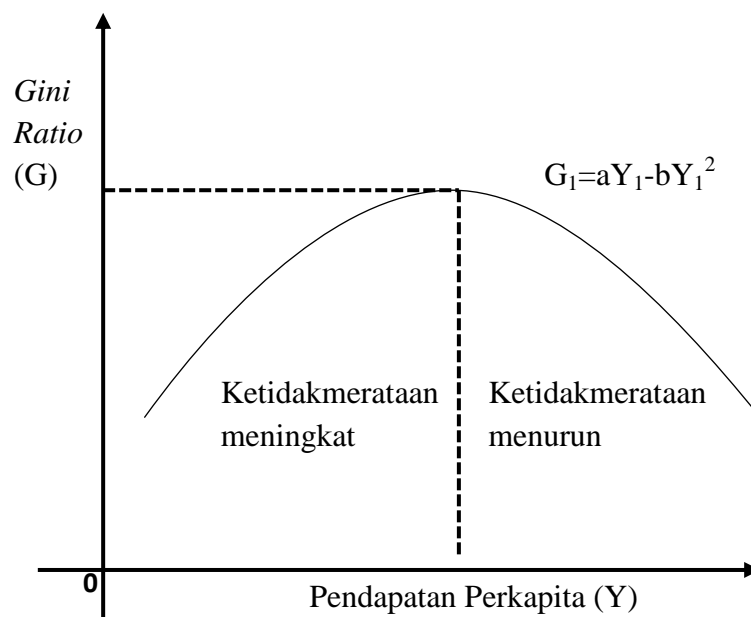 Gini
Ratio
(G)
G₁=aY₁-bY₁²
Ketidakmerataan
meningkat
Ketidakmerataan
menurun
0
Pendapatan Perkapita (Y)